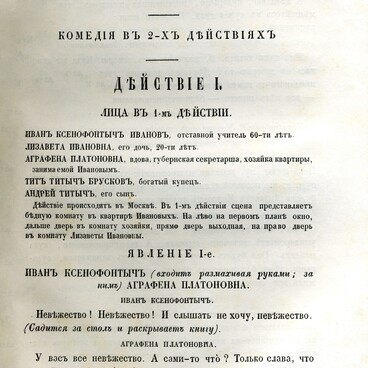 КОМЕДІЯ ВЪ 2-ХЪ ДѢЙСТВІЯХЪ
ДѢЙСТВІЕ I.
ЛИЦА ВЪ 1-мъ ДѢЙСТВІИ.
ИВАНЪ КСЕНОФОНТЫЧЪ ИВАНОВЪ, отставной учитель 60-ти лѣтъ.
ЛИЗАВЕТА ИВАНОВНА, его дочь, 20-ти лѣтъ.
АГРАФЕНА ПЛАТОНОВНА, вдова, губернская секретарша, хозяйка квартиры,
занимаемой Ивановымъ.
ТИТЪ ТИТЫЧЪ БРУСКОВЪ, богатый купецъ.
АНДРЕЙ ТИТЫЧЪ, его сынъ.
Дѣйствіе происходитъ въ Москвѣ. Въ 1-мъ дѣйствіи сцена представляетъ
бѣдную комнату въ квартирѣ Ивановыхъ. На лѣво на первомъ планѣ окно,
дальше дверь въ комнату хозяйки, прямо дверь выходная, на право дверь
въ комнату Лизаветы Ивановны.
ЯВЛЕНІЕ 1-е.
ИВАНЪ КСЕНОФОНТЫЧЪ (входитъ размахивая руками; за
нимъ) АГРАФЕНА ПЛАТОНОВНА.
ИВАНЪ КСЕНОФОНТЫЧЪ.
Невѣжество! Невѣжество! И слышать не хочу, невѣжество.
(Садится за столъ и раскрываетъ книгу).
АГРАФЕНА ПЛАТОНОВНА.
У васъ все невѣжество. А сами-то что̀? Только слава, что